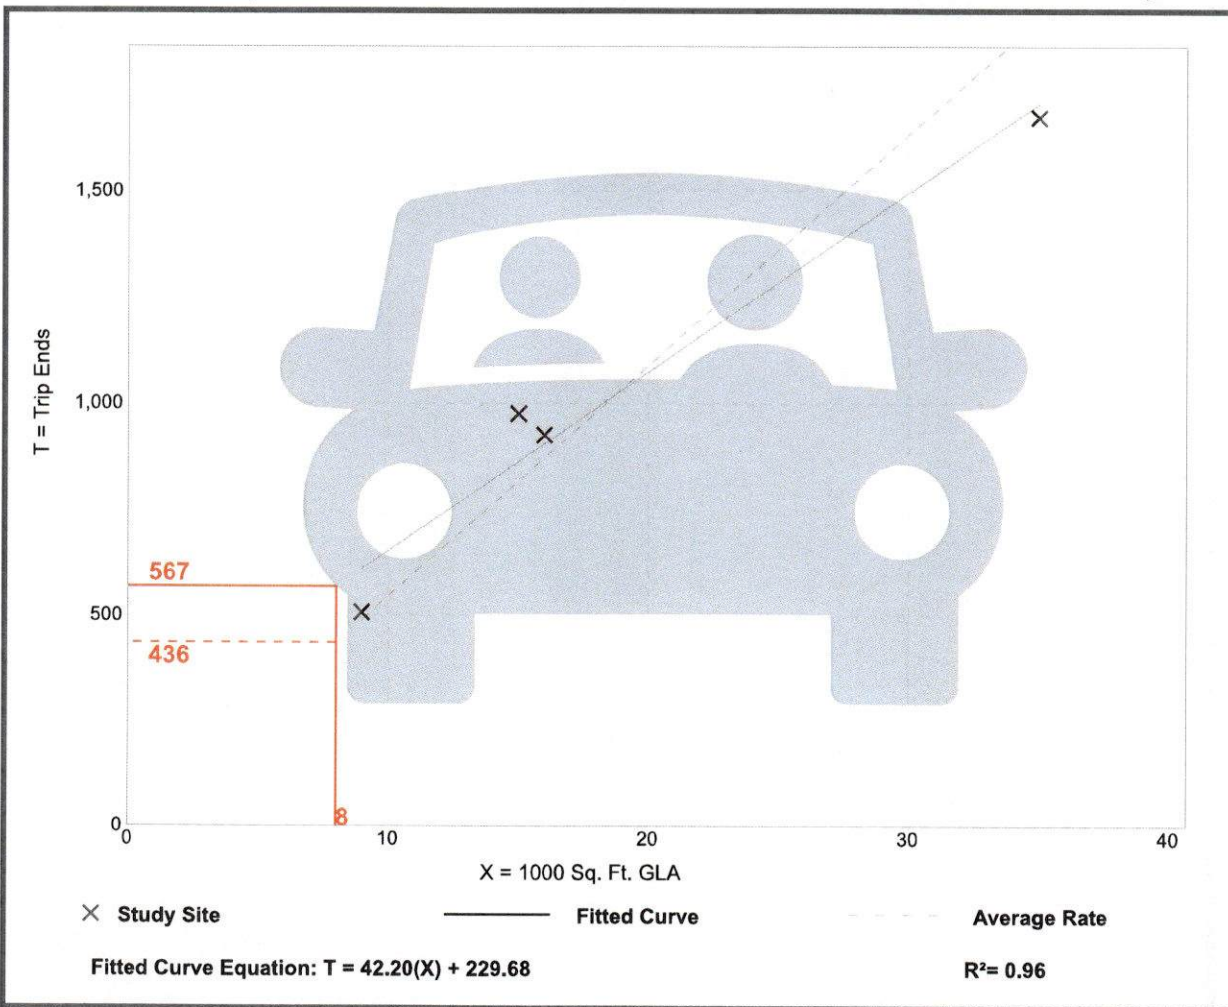 1,500
1,000
500
0
T = Trip Ends
567
436
8
0 10 20 30 40
X = 1000 Sq. Ft. GLA
Study Site Fitted Curve Average Rate
Fitted Curve Equation: T = 42.20(X) + 229.68 R²= 0.96